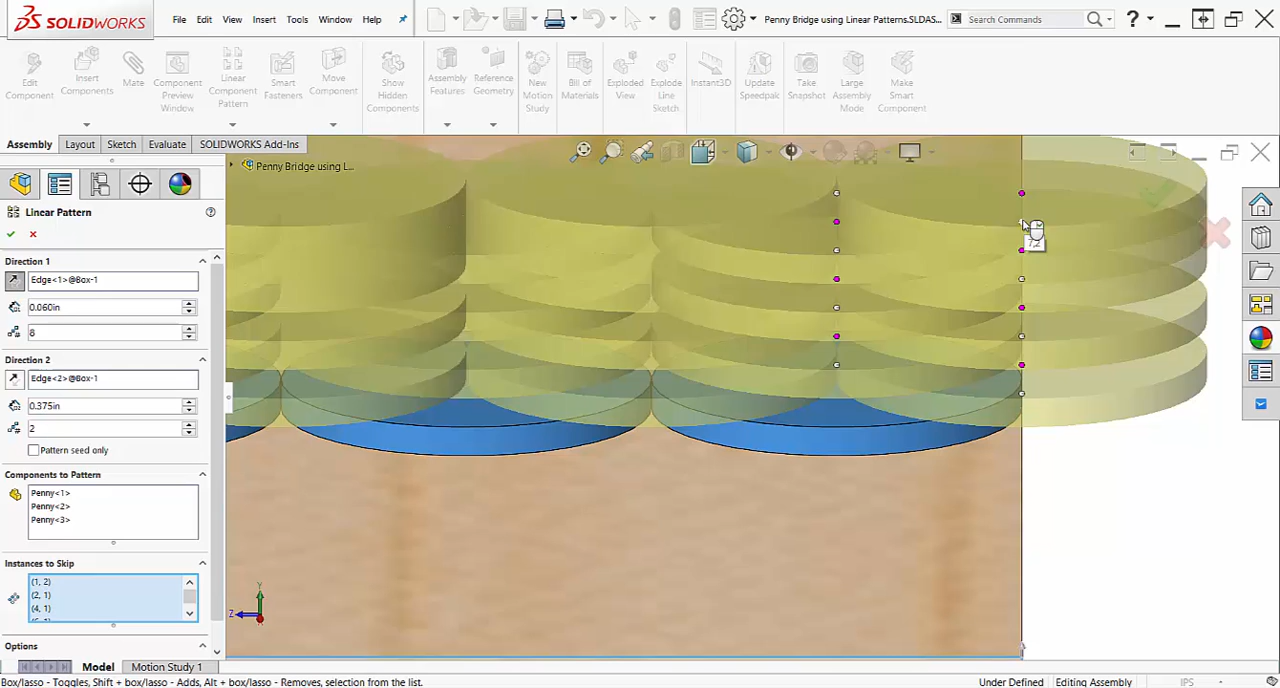 SOLIDWORKS
File Edit View Insert Tools Window Help
Penny Bridge using Linear Patterns.SLDAS...
Search Commands
Edit Component
Insert Components
Mate
Component Preview Window
Linear Component Pattern
Smart Fasteners
Move Component
Show Hidden Components
Assembly Features
Reference Geometry
New Motion Study
Bill of Materials
Exploded View
Explode Line Sketch
Instant3D
Update Speedpak
Take Snapshot
Large Assembly Mode
Make Smart Component
Assembly Layout Sketch Evaluate SOLIDWORKS Add-Ins
Penny Bridge using L...
Linear Pattern
Direction 1
Edge<1>@Box-1
0.060in
8
Direction 2
Edge<2>@Box-1
0.375in
2
Pattern seed only
Components to Pattern
Penny<1>
Penny<2>
Penny<3>
Instances to Skip
(1, 2)
(2, 1)
(4, 1)
Options
Y
Z
Model Motion Study 1
Box/lasso - Toggles, Shift + box/lasso - Adds, Alt + box/lasso - Removes, selection from the list.
Under Defined Editing Assembly IPS